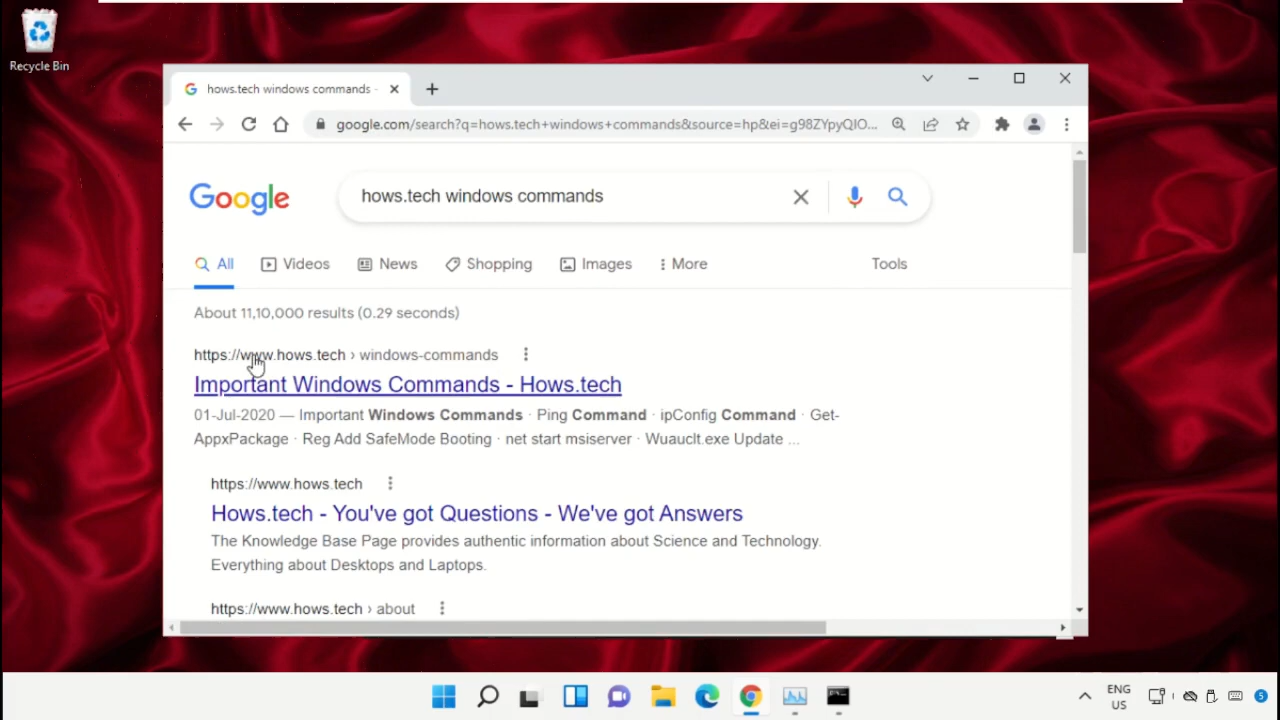 Recycle Bin
hows.tech windows commands -
google.com/search?q=hows.tech+windows+commands&source=hp&ei=g98ZYpyQIO...
Google
hows.tech windows commands
All Videos News Shopping Images More Tools
About 11,10,000 results (0.29 seconds)
https://www.hows.tech › windows-commands
Important Windows Commands - Hows.tech
01-Jul-2020 — Important Windows Commands · Ping Command · ipConfig Command · Get-
AppxPackage · Reg Add SafeMode Booting · net start msiserver · Wuauclt.exe Update ...
https://www.hows.tech
Hows.tech - You've got Questions - We've got Answers
The Knowledge Base Page provides authentic information about Science and Technology.
Everything about Desktops and Laptops.
https://www.hows.tech › about
ENG
US
5